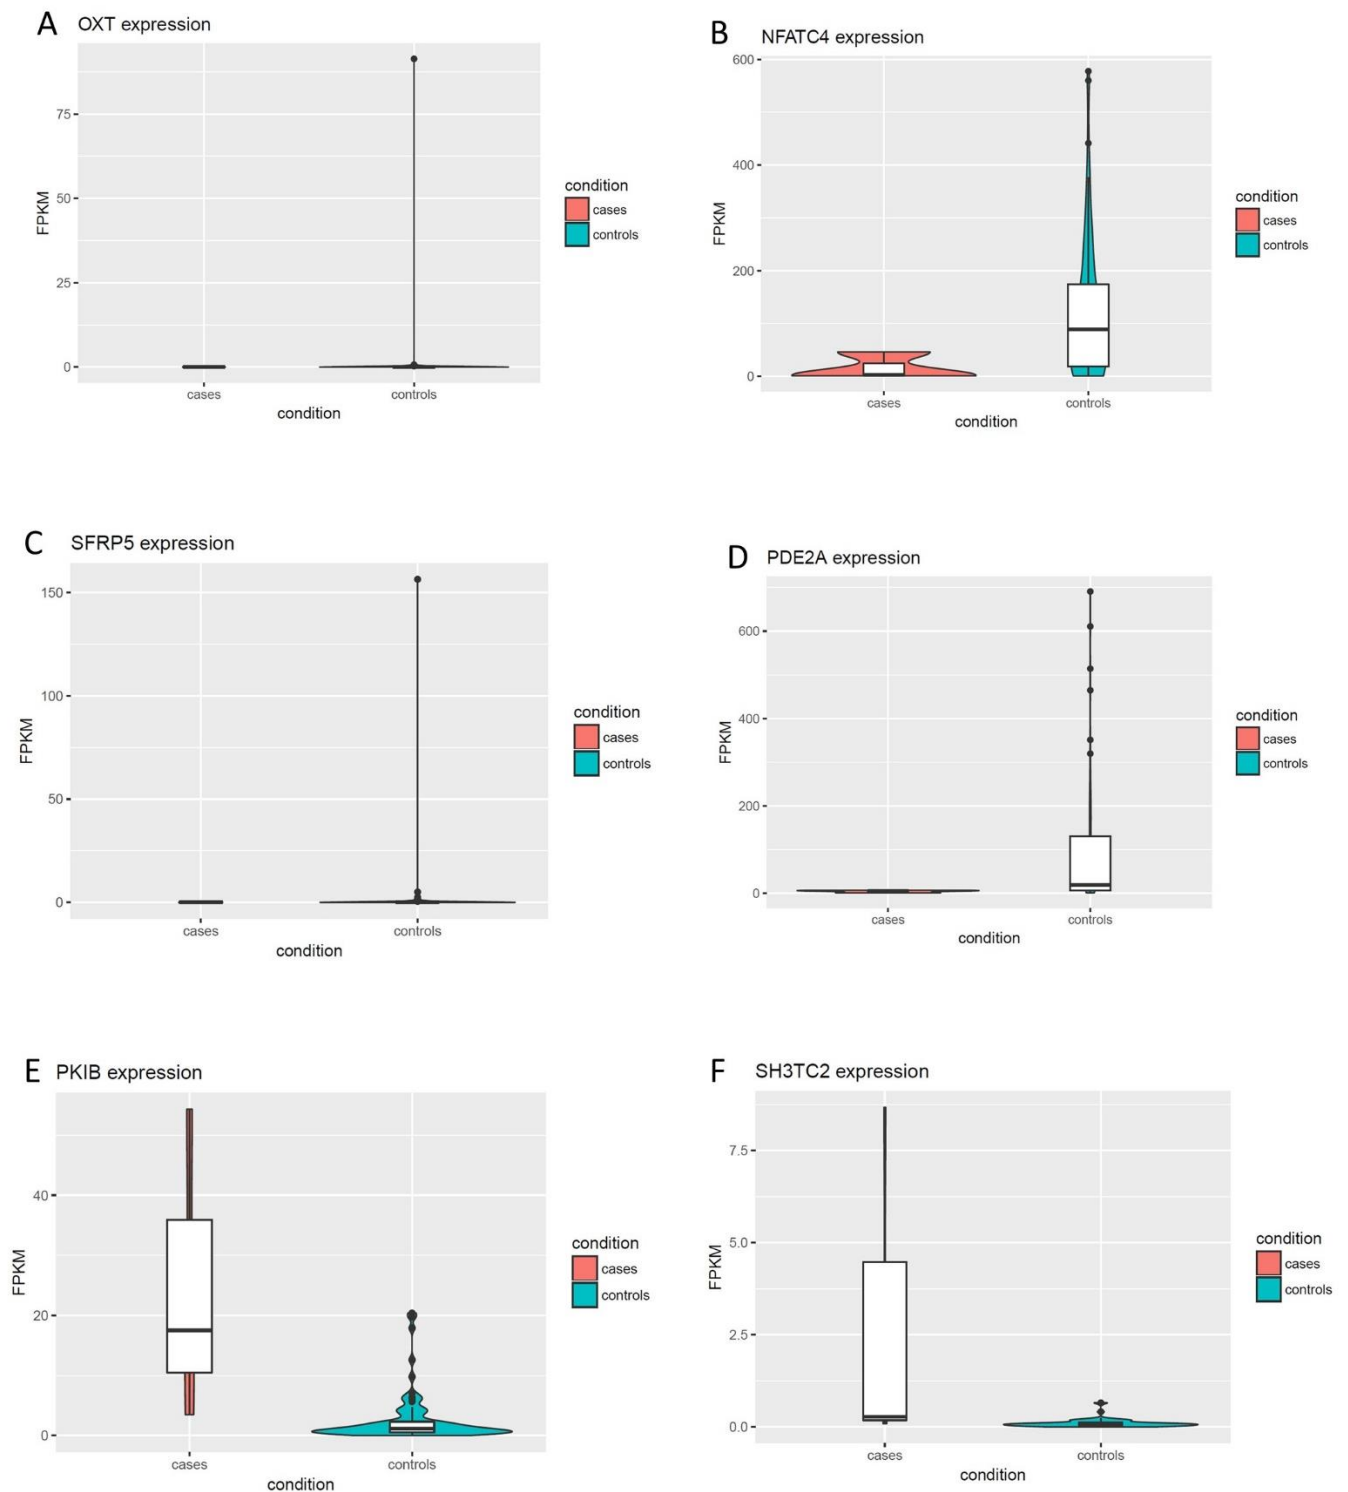 A OXT expression
75
50
25
0
FPKM
cases
controls
condition
condition
cases
controls
B NFATC4 expression
600
400
200
0
FPKM
cases
controls
condition
condition
cases
controls
C SFRP5 expression
150
100
50
0
FPKM
cases
controls
condition
condition
cases
controls
D PDE2A expression
600
400
200
0
FPKM
cases
controls
condition
condition
cases
controls
E PKIB expression
40
20
0
FPKM
cases
controls
condition
condition
cases
controls
F SH3TC2 expression
7.5
5.0
2.5
0.0
FPKM
cases
controls
condition
condition
cases
controls